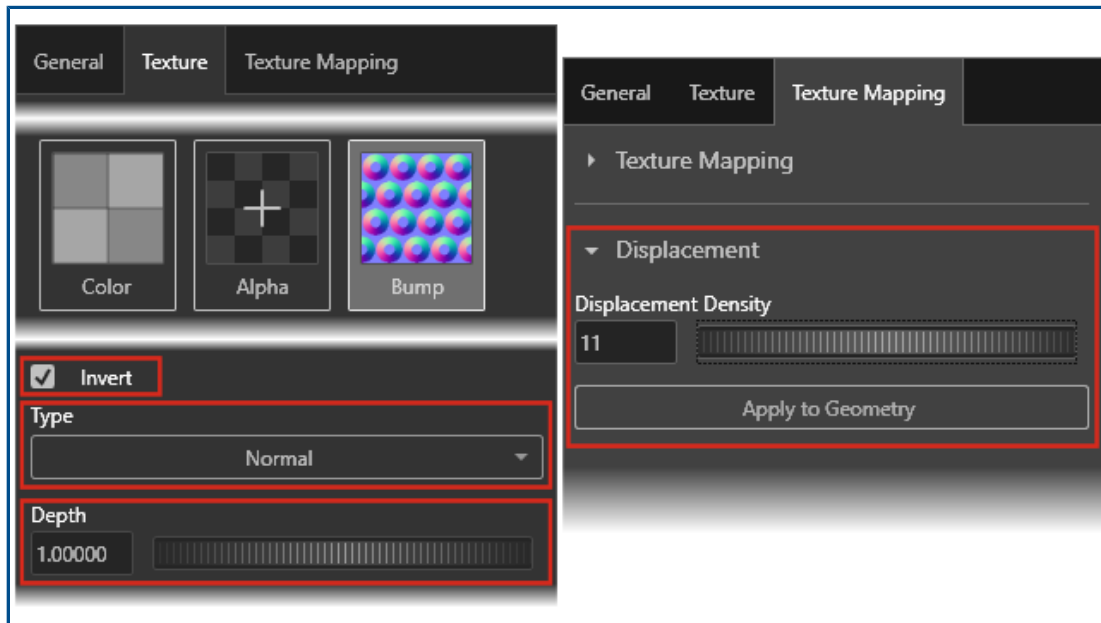 General Texture Texture Mapping
Color Alpha Bump
Invert
Type
Normal
Depth
1.00000
General Texture Texture Mapping
Texture Mapping
Displacement
Displacement Density
11
Apply to Geometry